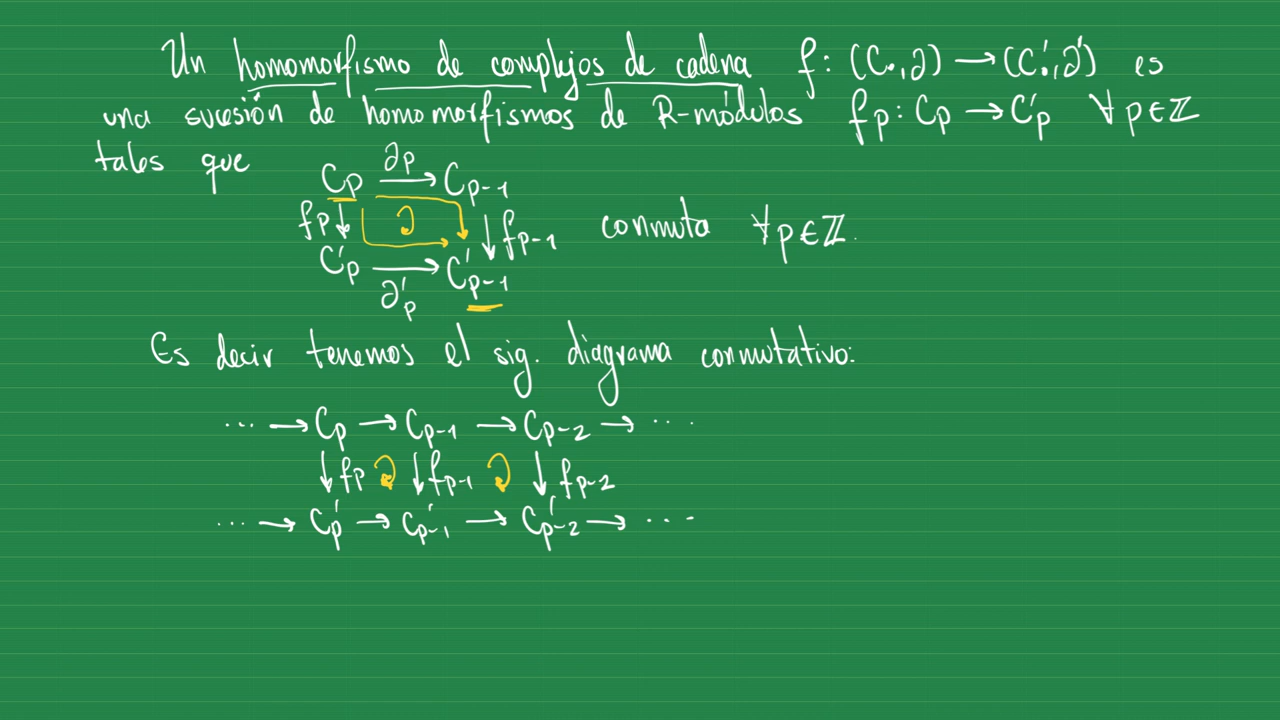 Un homomorfismo de complejos de cadena f: (C•,∂) → (C'•,∂') es
una sucesión de homomorfismos de R-módulos fp: Cp → C'p ∀p∈ℤ
tales que
∂p
Cp → Cp-1
fp ↓ ↓ fp-1 conmuta ∀p∈ℤ.
C'p → C'p-1
∂'p
Es decir tenemos el sig. diagrama conmutativo:
... → Cp → Cp-1 → Cp-2 → ...
↓ fp ↓ fp-1 ↓ fp-2
... → C'p → C'p-1 → C'p-2 → ...